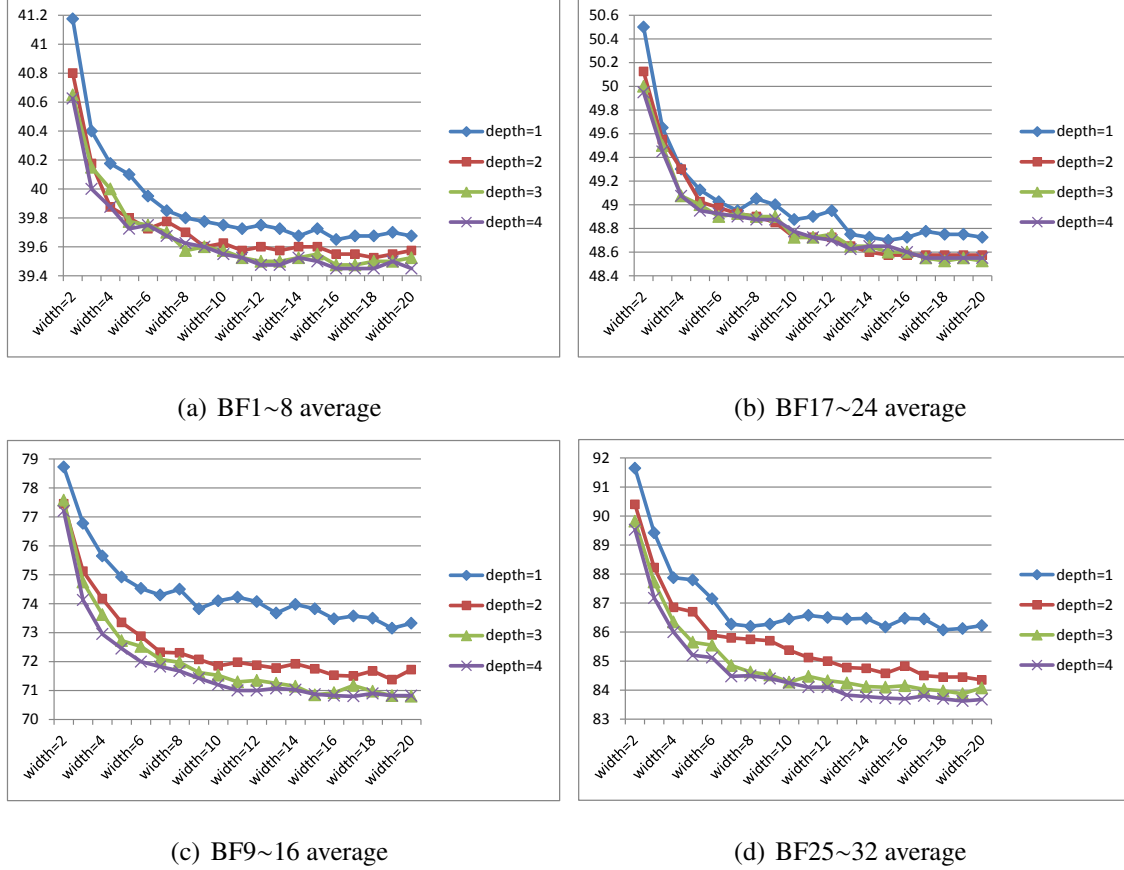 41.2
41
40.8
40.6
40.4
40.2
40
39.8
39.6
39.4
width=2
width=4
width=6
width=8
width=10
width=12
width=14
width=16
width=18
width=20
depth=1
depth=2
depth=3
depth=4
(a) BF1~8 average
50.6
50.4
50.2
50
49.8
49.6
49.4
49.2
49
48.8
48.6
48.4
width=2
width=4
width=6
width=8
width=10
width=12
width=14
width=16
width=18
width=20
depth=1
depth=2
depth=3
depth=4
(b) BF17~24 average
79
78
77
76
75
74
73
72
71
70
width=2
width=4
width=6
width=8
width=10
width=12
width=14
width=16
width=18
width=20
depth=1
depth=2
depth=3
depth=4
(c) BF9~16 average
92
91
90
89
88
87
86
85
84
83
width=2
width=4
width=6
width=8
width=10
width=12
width=14
width=16
width=18
width=20
depth=1
depth=2
depth=3
depth=4
(d) BF25~32 average